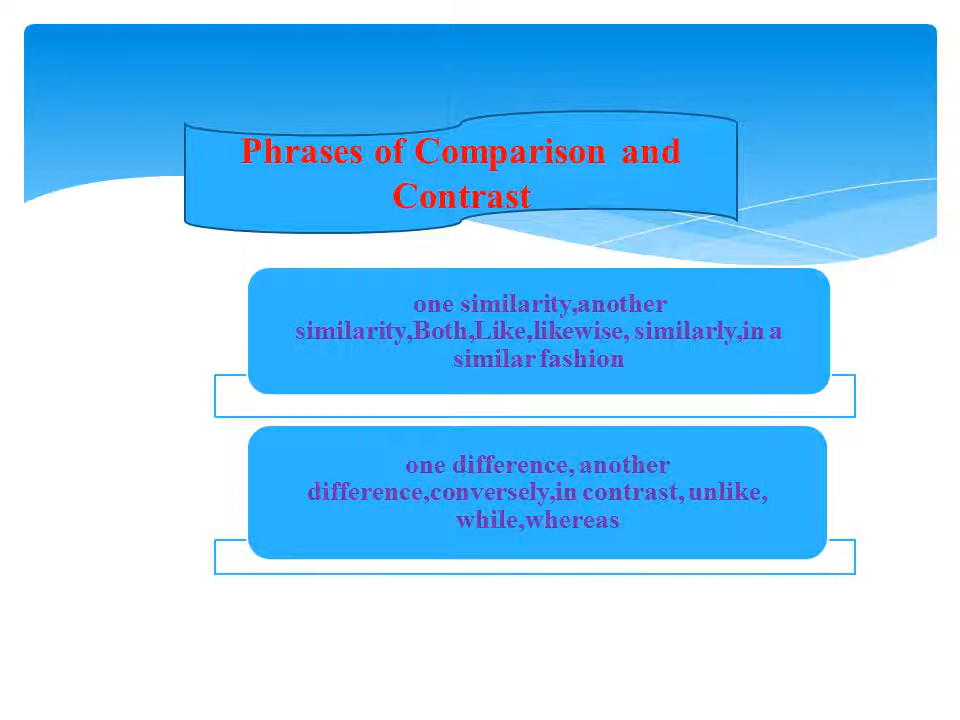 Phrases of Comparison and
Contrast
one similarity,another
similarity,Both,Like,likewise, similarly,in a
similar fashion
one difference, another
difference,conversely,in contrast, unlike,
while,whereas